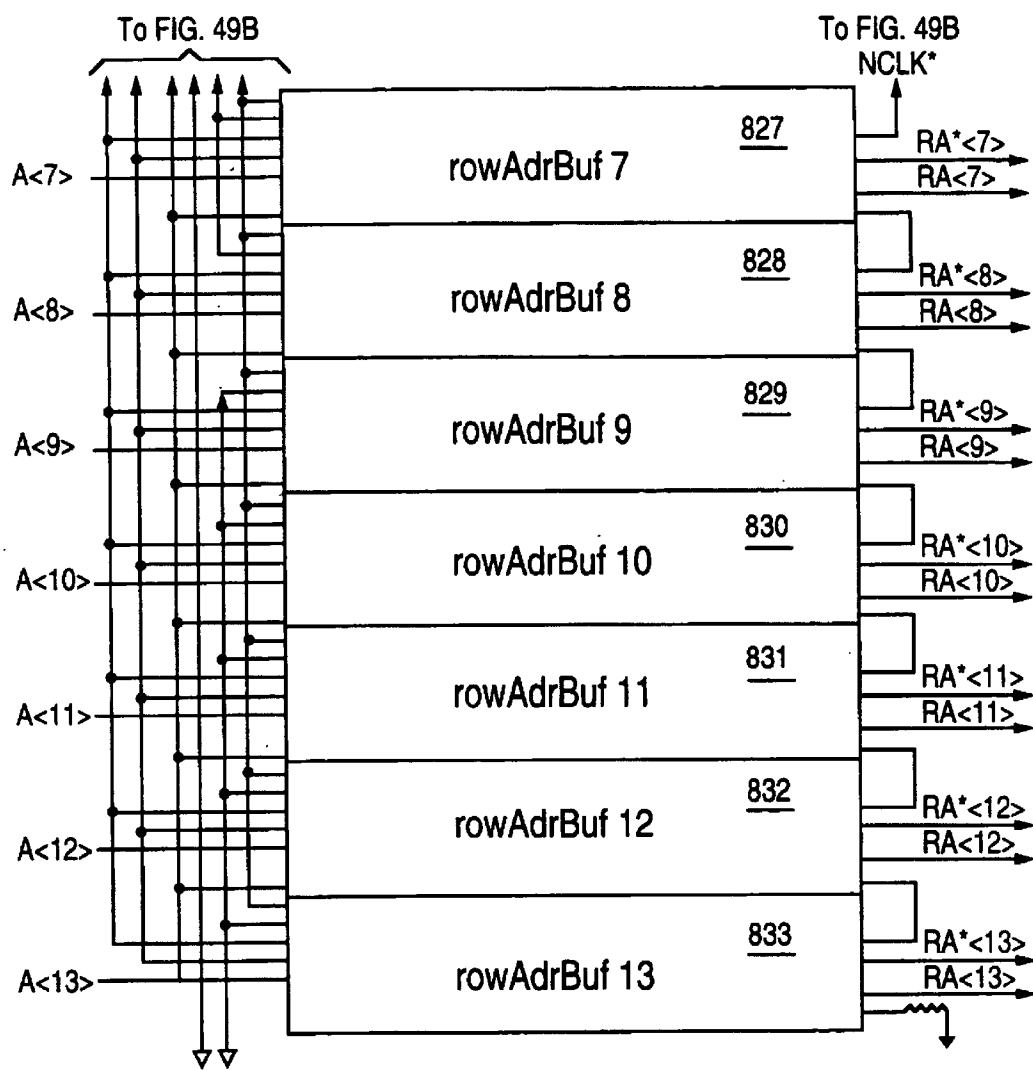 To FIG. 49B
To FIG. 49B
NCLK*
827
rowAdrBuf 7
A<7>
RA*<7>
RA<7>
828
rowAdrBuf 8
A<8>
RA*<8>
RA<8>
829
rowAdrBuf 9
A<9>
RA*<9>
RA<9>
830
rowAdrBuf 10
A<10>
RA*<10>
RA<10>
831
rowAdrBuf 11
A<11>
RA*<11>
RA<11>
832
rowAdrBuf 12
A<12>
RA*<12>
RA<12>
833
rowAdrBuf 13
A<13>
RA*<13>
RA<13>